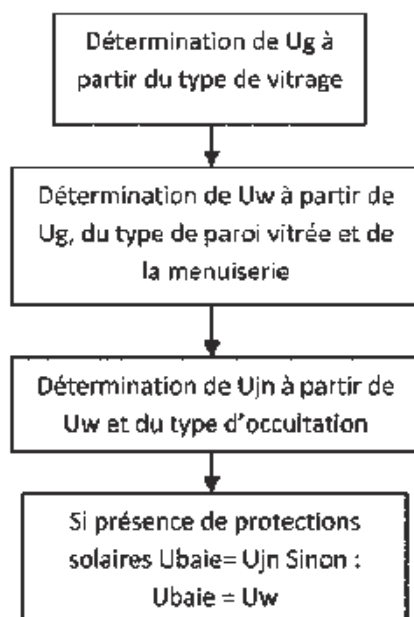 Détermination de Ug à
partir du type de vitrage
Détermination de Uw à partir de
Ug, du type de paroi vitrée et de
la menuiserie
Détermination de Ujn à partir de
Uw et du type d'occultation
Si présence de protections
solaires Ubaie= Ujn Sinon :
Ubaie = Uw